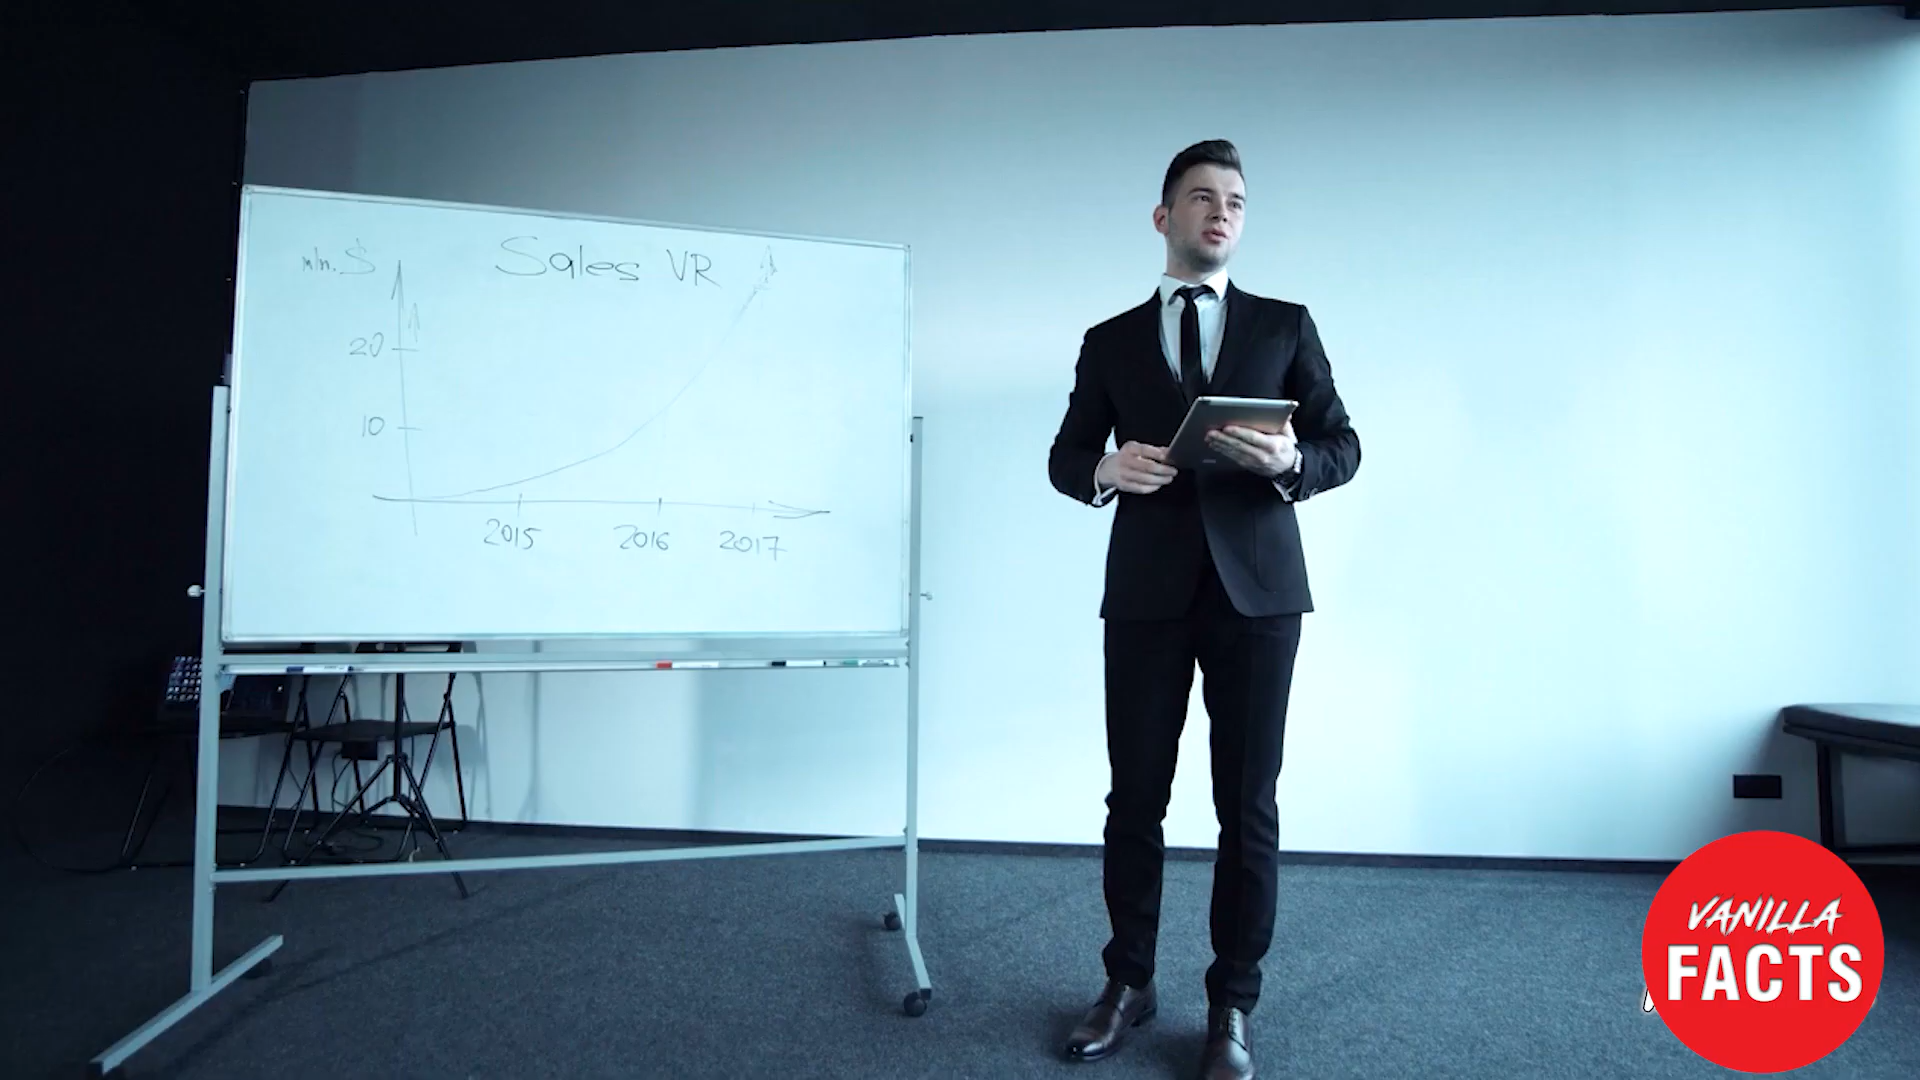 mln. $
Sales VR
20
10
2015 2016 2017
VANILLA
FACTS